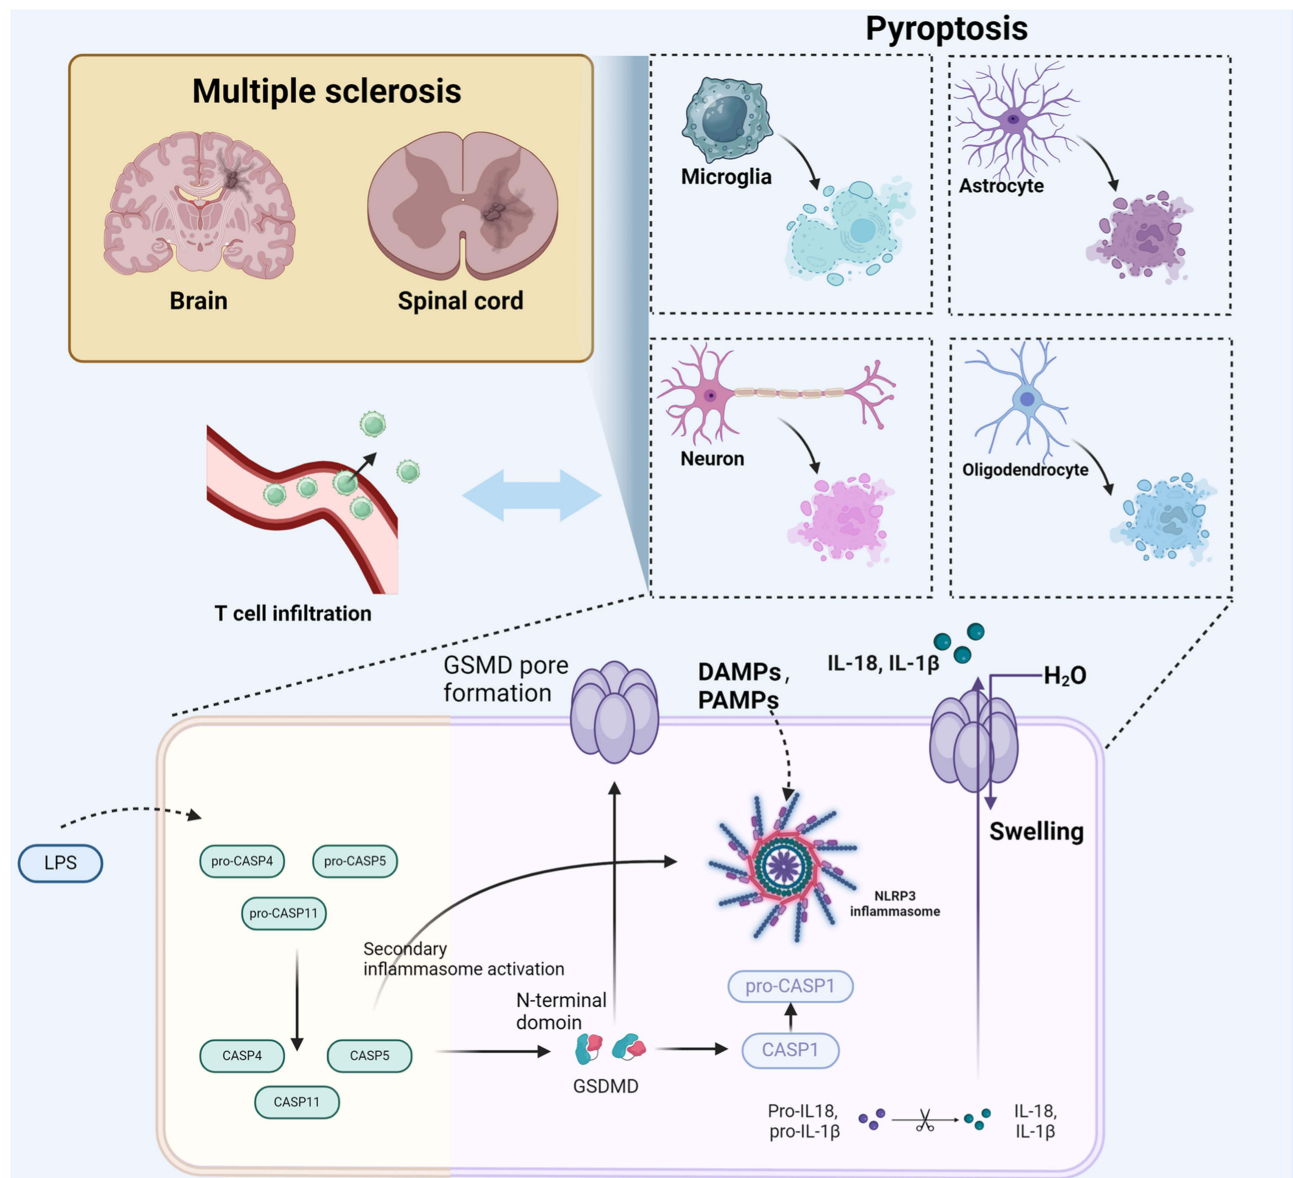 Pyroptosis
Multiple sclerosis
Brain
Spinal cord
Microglia
Astrocyte
Neuron
Oligodendrocyte
T cell infiltration
GSMD pore
formation
DAMPs,
PAMPs
IL-18, IL-1β
H₂O
Swelling
LPS
pro-CASP4
pro-CASP5
pro-CASP11
NLRP3
inflammasome
Secondary
inflammasome activation
N-terminal
domoin
pro-CASP1
CASP4
CASP5
CASP11
GSDMD
CASP1
Pro-IL18,
pro-IL-1β
IL-18,
IL-1β